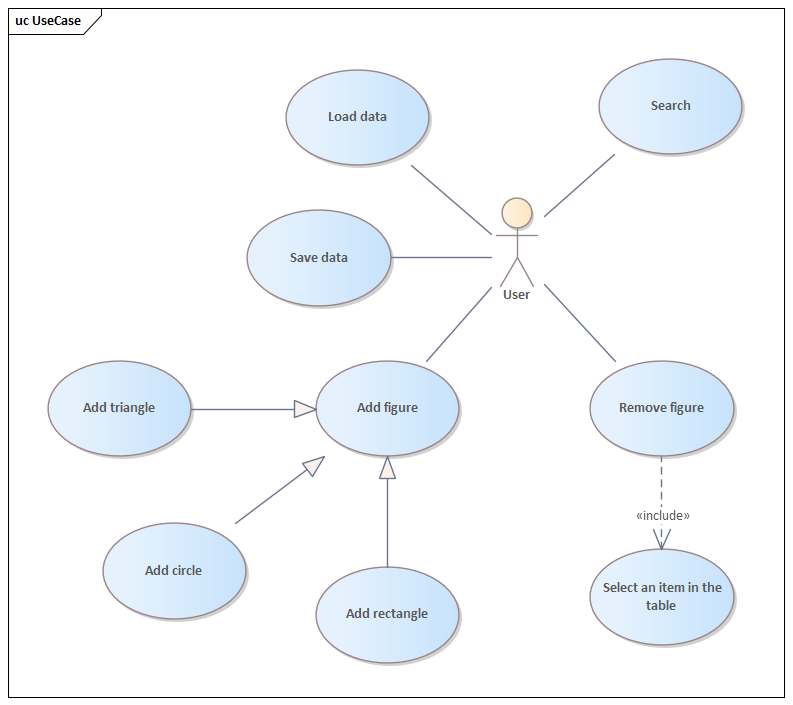 uc UseCase
Load data
Search
Save data
User
Add triangle
Add figure
Remove figure
«include»
Add circle
Add rectangle
Select an item in the
table